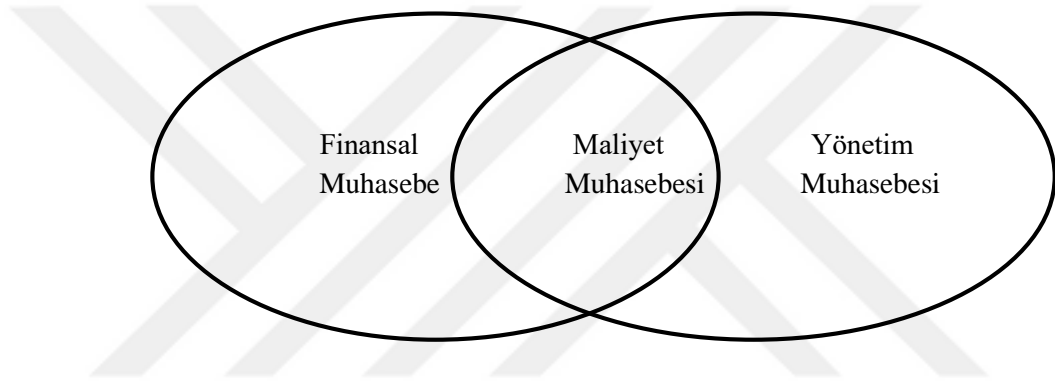 Finansal
Muhasebe
Maliyet
Muhasebesi
Yönetim
Muhasebesi